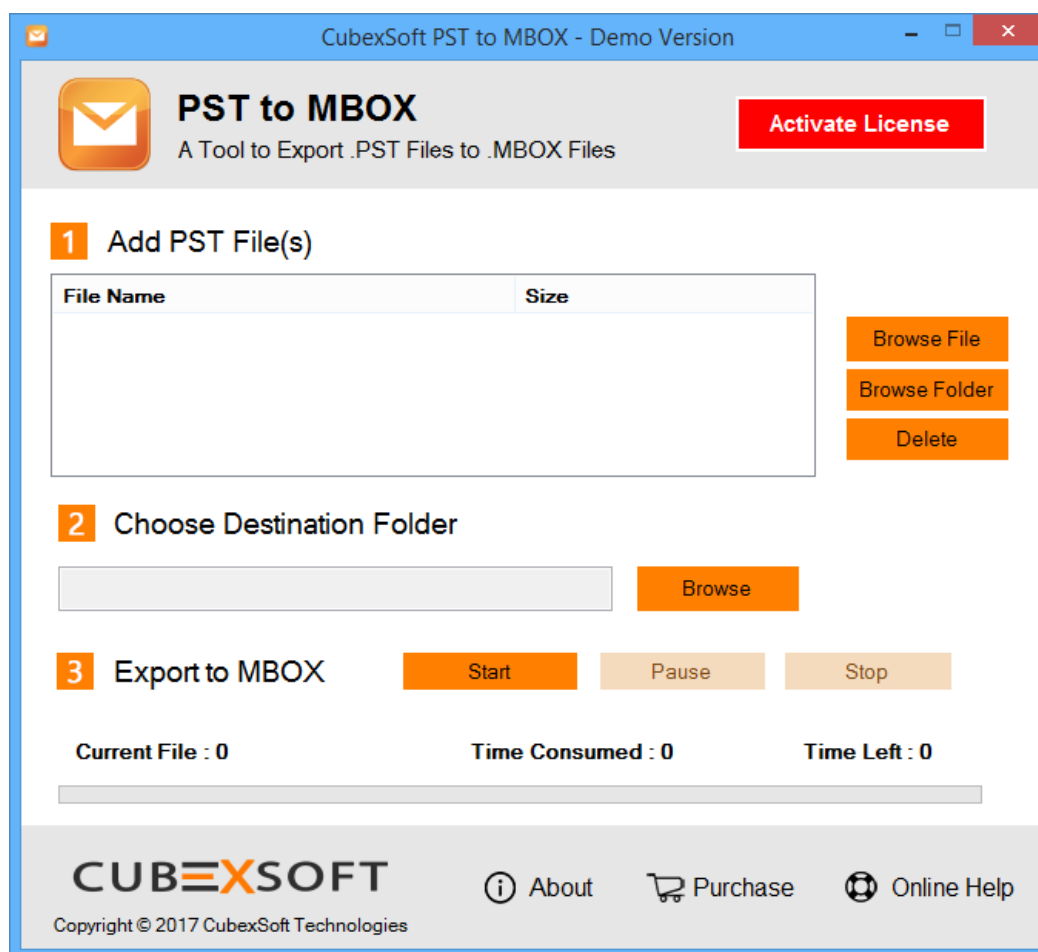 CubexSoft PST to MBOX - Demo Version
PST to MBOX
A Tool to Export .PST Files to .MBOX Files
Activate License
1 Add PST File(s)
File Name Size
Browse File
Browse Folder
Delete
2 Choose Destination Folder
Browse
3 Export to MBOX Start Pause Stop
Current File : 0 Time Consumed : 0 Time Left : 0
CUBEXSOFT
About Purchase Online Help
Copyright © 2017 CubexSoft Technologies